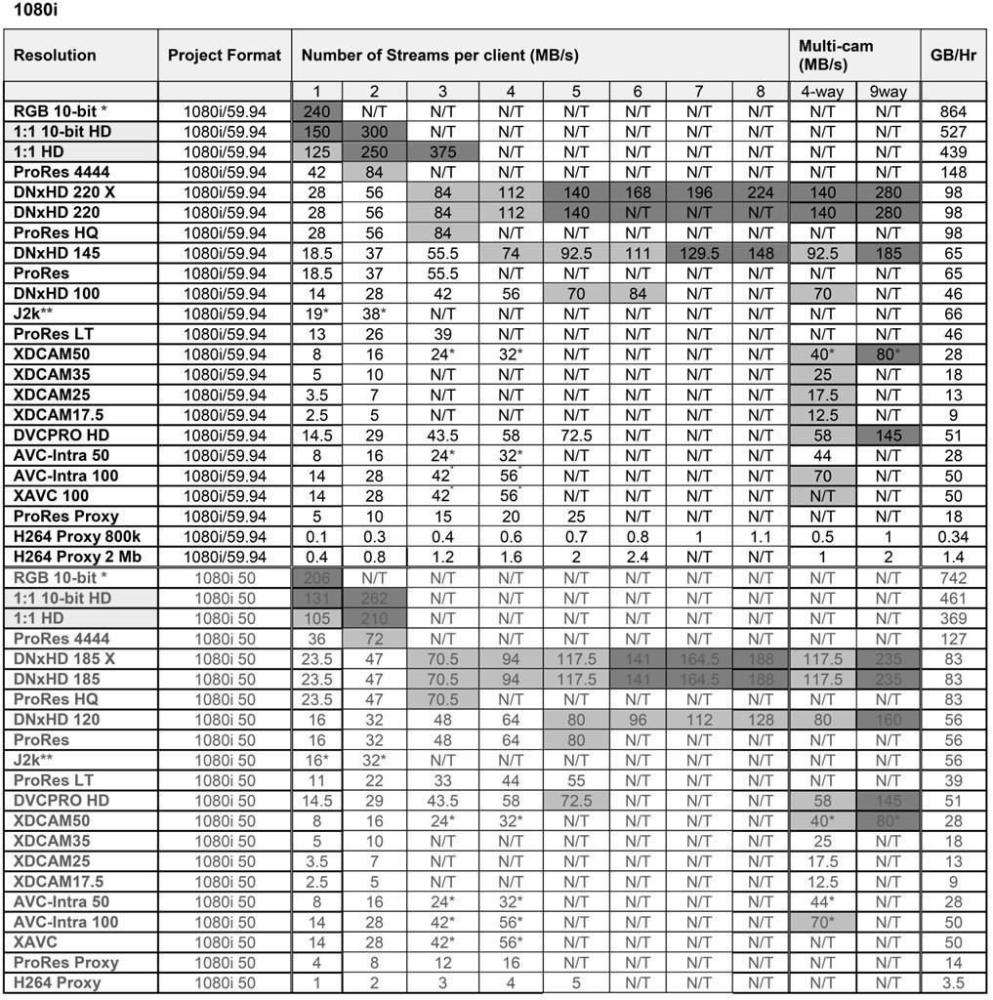 1080i
Resolution Project Format Number of Streams per client (MB/s) Multi-cam (MB/s) GB/Hr
1 2 3 4 5 6 7 8 4-way 9way
RGB 10-bit * 1080i/59.94 240 N/T N/T N/T N/T N/T N/T N/T N/T N/T 864
1:1 10-bit HD 1080i/59.94 150 300 N/T N/T N/T N/T N/T N/T N/T N/T 527
1:1 HD 1080i/59.94 125 250 375 N/T N/T N/T N/T N/T N/T N/T 439
ProRes 4444 1080i/59.94 42 84 N/T N/T N/T N/T N/T N/T N/T N/T 148
DNxHD 220 X 1080i/59.94 28 56 84 112 140 168 196 224 140 280 98
DNxHD 220 1080i/59.94 28 56 84 112 140 N/T N/T N/T 140 280 98
ProRes HQ 1080i/59.94 28 56 84 N/T N/T N/T N/T N/T N/T N/T 98
DNxHD 145 1080i/59.94 18.5 37 55.5 74 92.5 111 129.5 148 92.5 185 65
ProRes 1080i/59.94 18.5 37 55.5 N/T N/T N/T N/T N/T N/T N/T 65
DNxHD 100 1080i/59.94 14 28 42 56 70 84 N/T N/T 70 N/T 46
J2k** 1080i/59.94 19* 38* N/T N/T N/T N/T N/T N/T N/T N/T 66
ProRes LT 1080i/59.94 13 26 39 N/T N/T N/T N/T N/T N/T N/T 46
XDCAM50 1080i/59.94 8 16 24* 32* N/T N/T N/T N/T 40* 80* 28
XDCAM35 1080i/59.94 5 10 N/T N/T N/T N/T N/T N/T 25 N/T 18
XDCAM25 1080i/59.94 3.5 7 N/T N/T N/T N/T N/T N/T 17.5 N/T 13
XDCAM17.5 1080i/59.94 2.5 5 N/T N/T N/T N/T N/T N/T 12.5 N/T 9
DVCPRO HD 1080i/59.94 14.5 29 43.5 58 72.5 N/T N/T N/T 58 145 51
AVC-Intra 50 1080i/59.94 8 16 24* 32* N/T N/T N/T N/T 44 N/T 28
AVC-Intra 100 1080i/59.94 14 28 42* 56* N/T N/T N/T N/T 70 N/T 50
XAVC 100 1080i/59.94 14 28 42* 56* N/T N/T N/T N/T N/T N/T 50
ProRes Proxy 1080i/59.94 5 10 15 20 25 N/T N/T N/T N/T N/T 18
H264 Proxy 800k 1080i/59.94 0.1 0.3 0.4 0.6 0.7 0.8 1 1.1 0.5 1 0.34
H264 Proxy 2 Mb 1080i/59.94 0.4 0.8 1.2 1.6 2 2.4 N/T N/T 1 2 1.4
RGB 10-bit * 1080i 50 206 N/T N/T N/T N/T N/T N/T N/T N/T N/T 742
1:1 10-bit HD 1080i 50 131 262 N/T N/T N/T N/T N/T N/T N/T N/T 461
1:1 HD 1080i 50 105 210 N/T N/T N/T N/T N/T N/T N/T N/T 369
ProRes 4444 1080i 50 36 72 N/T N/T N/T N/T N/T N/T N/T N/T 127
DNxHD 185 X 1080i 50 23.5 47 70.5 94 117.5 141 164.5 188 117.5 235 83
DNxHD 185 1080i 50 23.5 47 70.5 94 117.5 141 164.5 188 117.5 235 83
ProRes HQ 1080i 50 23.5 47 70.5 N/T N/T N/T N/T N/T N/T N/T 83
DNxHD 120 1080i 50 16 32 48 64 80 96 112 128 80 160 56
ProRes 1080i 50 16 32 48 64 80 N/T N/T N/T N/T N/T 56
J2k** 1080i 50 16* 32* N/T N/T N/T N/T N/T N/T N/T N/T 56
ProRes LT 1080i 50 11 22 33 44 55 N/T N/T N/T N/T N/T 39
DVCPRO HD 1080i 50 14.5 29 43.5 58 72.5 N/T N/T N/T 58 145 51
XDCAM50 1080i 50 8 16 24* 32* N/T N/T N/T N/T 40* 80* 28
XDCAM35 1080i 50 5 10 N/T N/T N/T N/T N/T N/T 25 N/T 18
XDCAM25 1080i 50 3.5 7 N/T N/T N/T N/T N/T N/T 17.5 N/T 13
XDCAM17.5 1080i 50 2.5 5 N/T N/T N/T N/T N/T N/T 12.5 N/T 9
AVC-Intra 50 1080i 50 8 16 24* 32* N/T N/T N/T N/T 44* N/T 28
AVC-Intra 100 1080i 50 14 28 42* 56* N/T N/T N/T N/T 70* N/T 50
XAVC 1080i 50 14 28 42* 56* N/T N/T N/T N/T N/T N/T 50
ProRes Proxy 1080i 50 4 8 12 16 N/T N/T N/T N/T N/T N/T 14
H264 Proxy 1080i 50 1 2 3 4 5 N/T N/T N/T N/T N/T 3.5